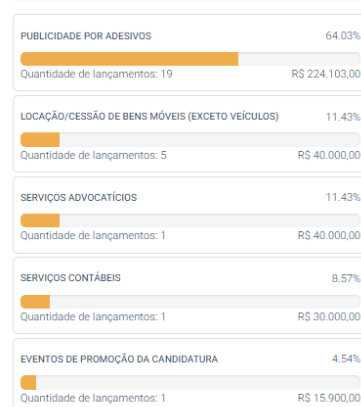 PUBLICIDADE POR ADESIVOS 64.03%
Quantidade de lançamentos: 19 R$ 224.103,00
LOCAÇÃO/CESSÃO DE BENS MÓVEIS (EXCETO VEÍCULOS) 11.43%
Quantidade de lançamentos: 5 R$ 40.000,00
SERVIÇOS ADVOCATÍCIOS 11.43%
Quantidade de lançamentos: 1 R$ 40.000,00
SERVIÇOS CONTÁBEIS 8.57%
Quantidade de lançamentos: 1 R$ 30.000,00
EVENTOS DE PROMOÇÃO DA CANDIDATURA 4.54%
Quantidade de lançamentos: 1 R$ 15.900,00